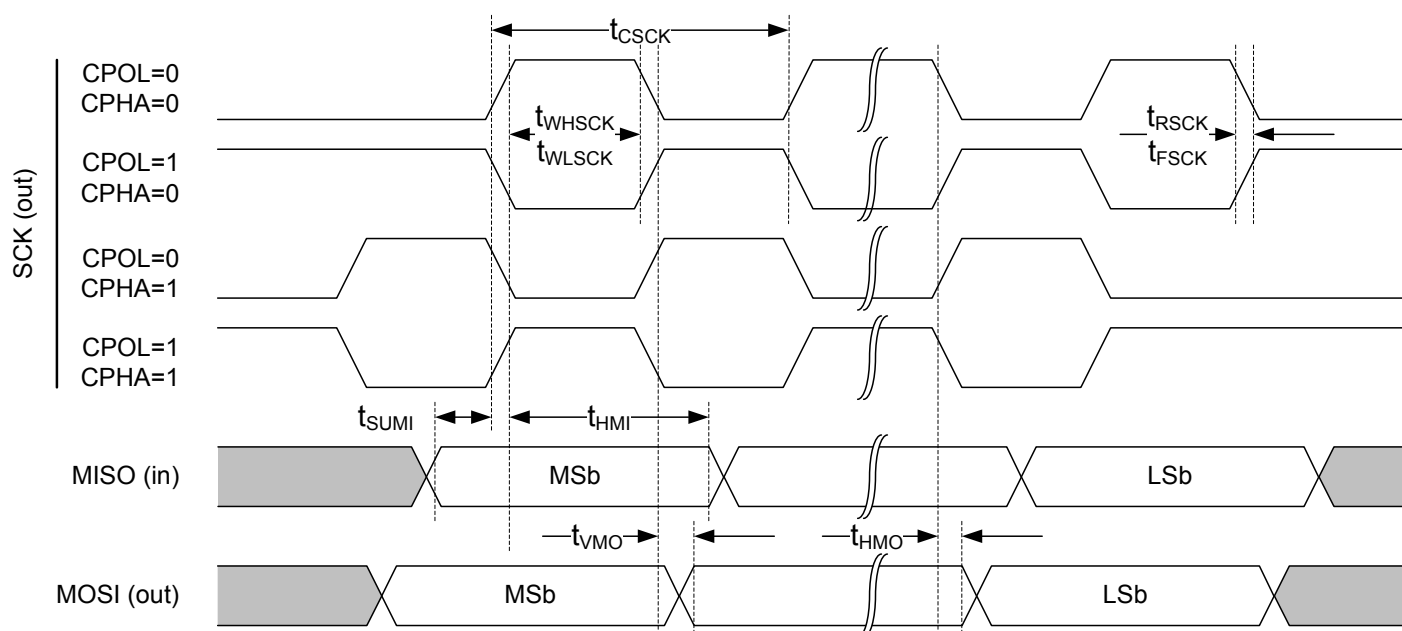 tCSCK
CPOL=0
CPHA=0
tWHSCK
tWLSCK
tRSCK
tFSCK
CPOL=1
CPHA=0
SCK (out)
CPOL=0
CPHA=1
CPOL=1
CPHA=1
tSUMI
tHMI
MISO (in)
MSb
LSb
tVMO
tHMO
MOSI (out)
MSb
LSb